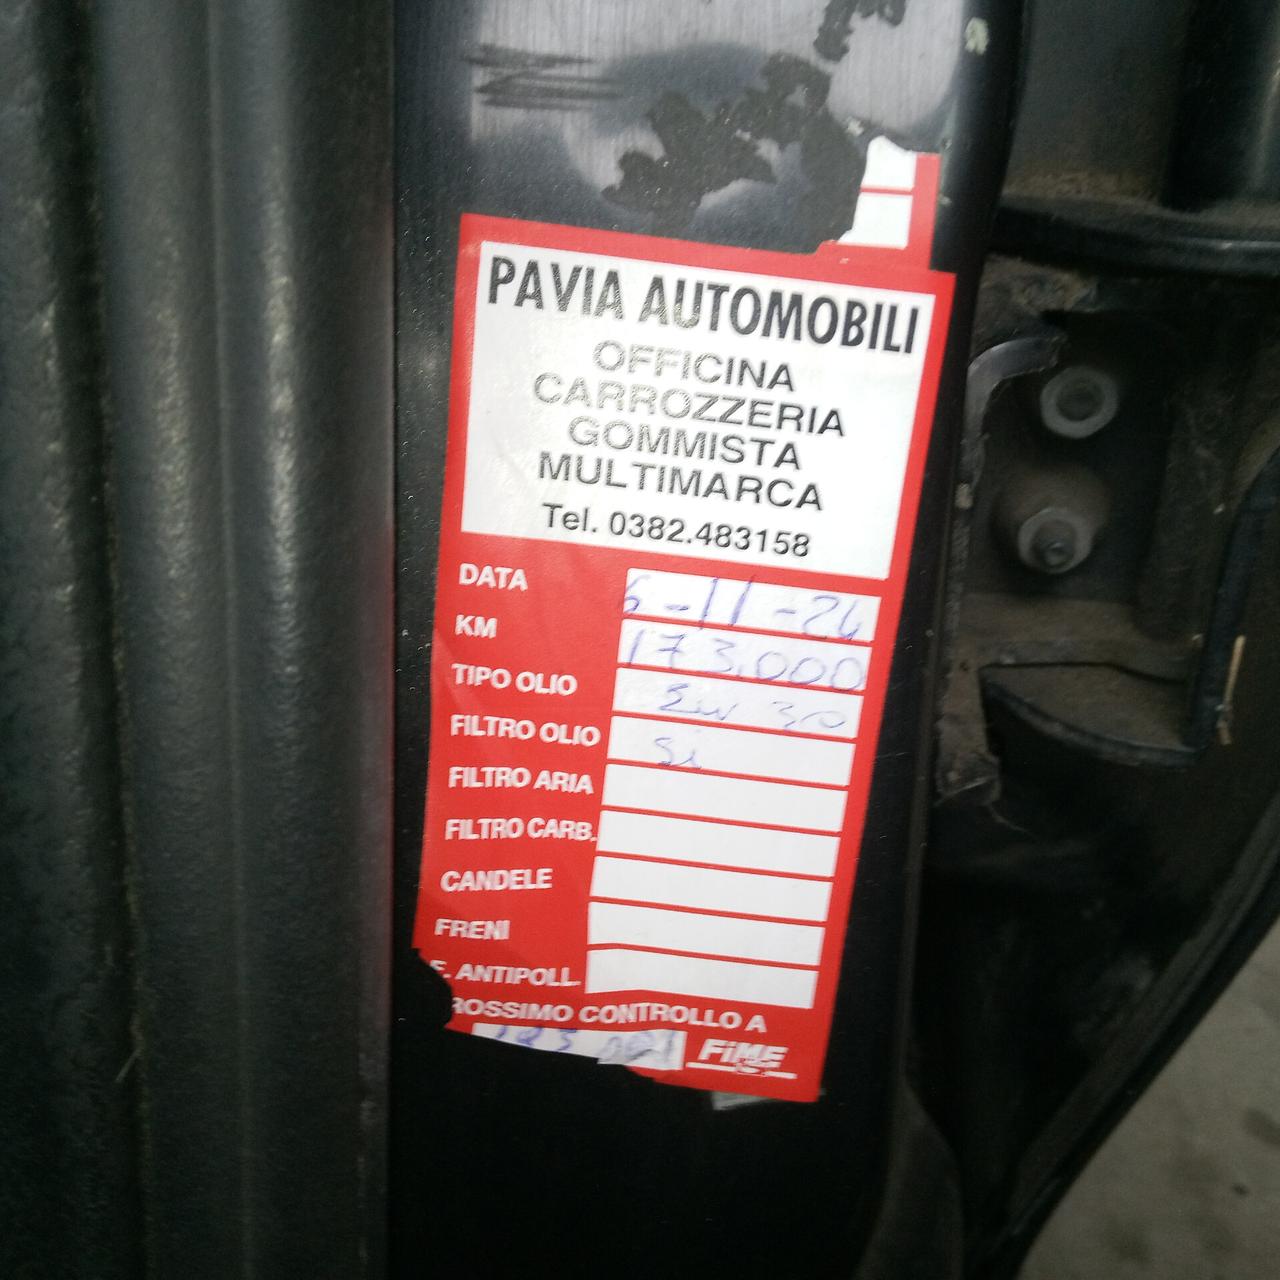 PAVIA AUTOMOBILI
OFFICINA
CARROZZERIA
GOMMISTA
MULTIMARCA
Tel. 0382.483158
DATA 6-11-24
KM 173.000
TIPO OLIO 5w 30
FILTRO OLIO Si
FILTRO ARIA
FILTRO CARB.
CANDELE
FRENI
F. ANTIPOLL.
ROSSIMO CONTROLLO A
FiME